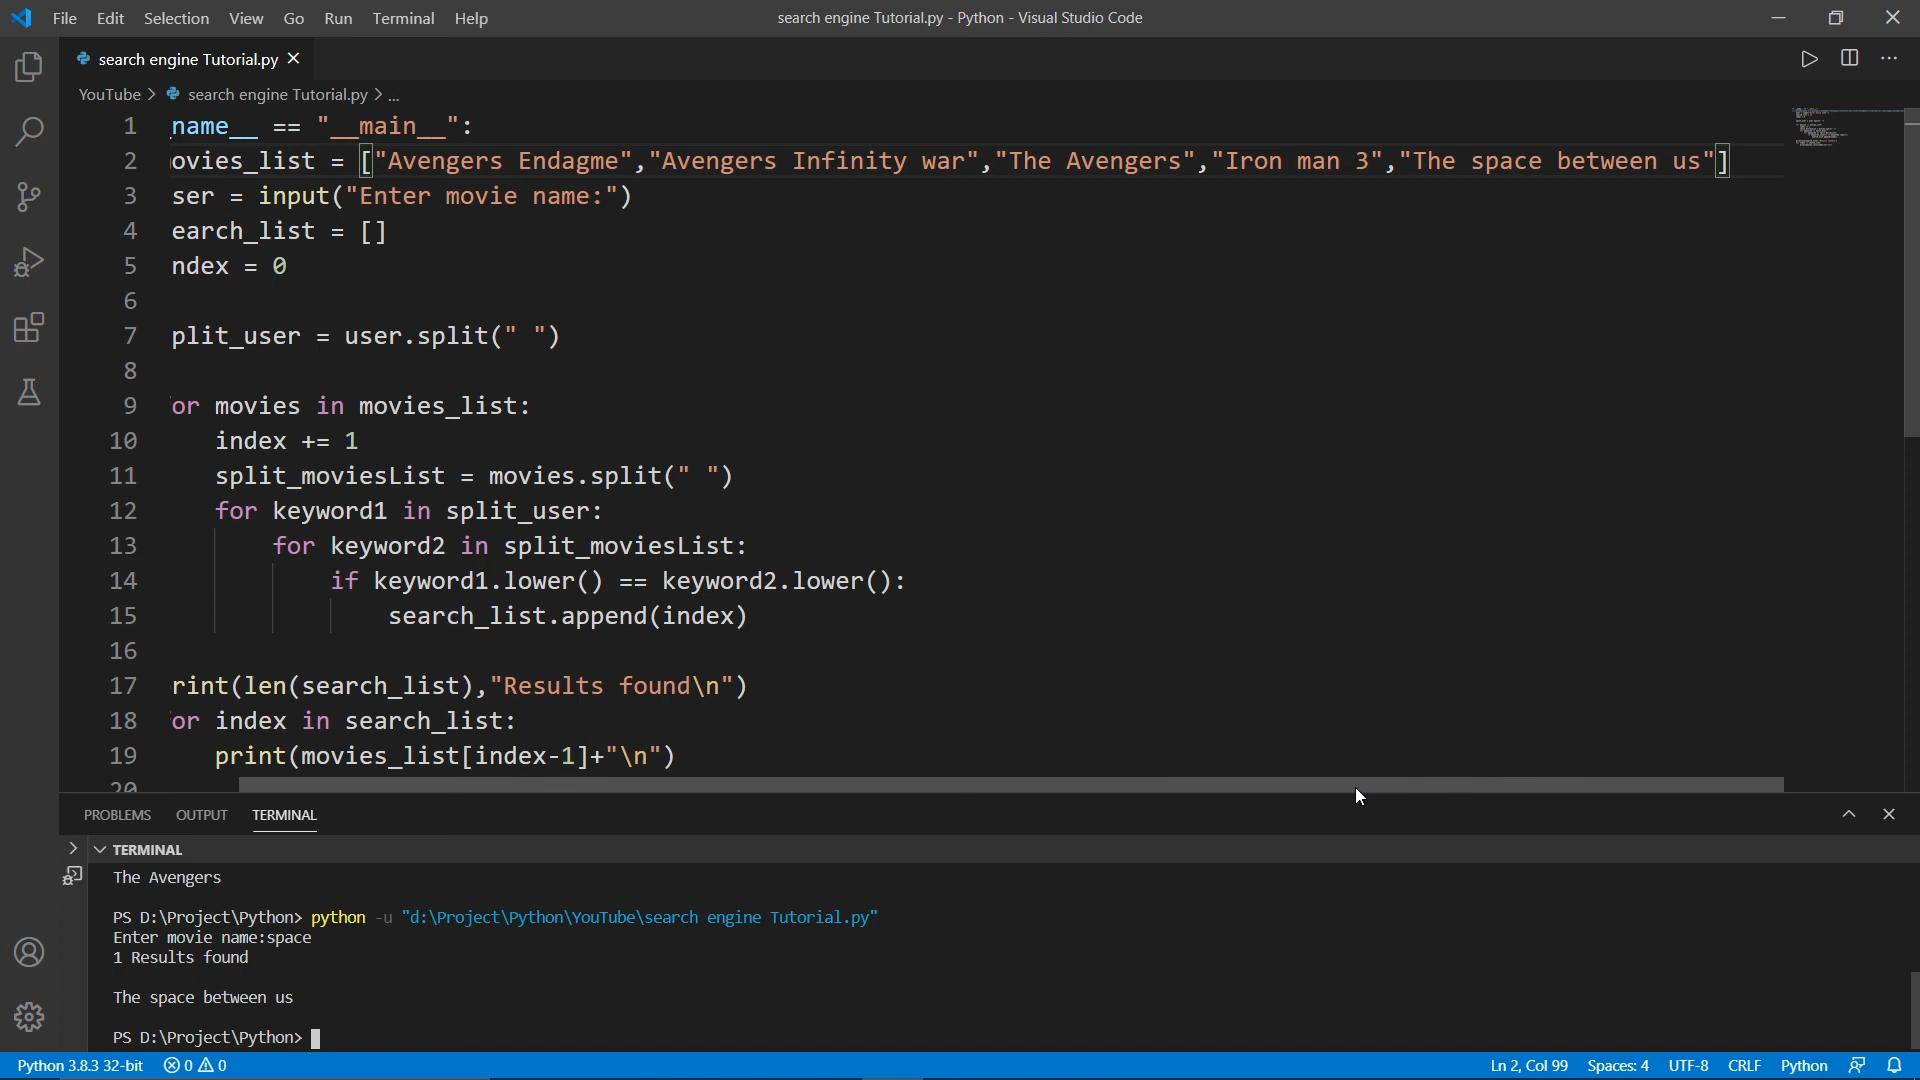 File Edit Selection View Go Run Terminal Help
search engine Tutorial.py - Python - Visual Studio Code
search engine Tutorial.py
YouTube > search engine Tutorial.py > ...
1 name__ == "__main__":
2 ovies_list = ["Avengers Endagme","Avengers Infinity war","The Avengers","Iron man 3","The space between us"]
3 ser = input("Enter movie name:")
4 earch_list = []
5 ndex = 0
6
7 plit_user = user.split(" ")
8
9 or movies in movies_list:
10 index += 1
11 split_moviesList = movies.split(" ")
12 for keyword1 in split_user:
13 for keyword2 in split_moviesList:
14 if keyword1.lower() == keyword2.lower():
15 search_list.append(index)
16
17 rint(len(search_list),"Results found\n")
18 or index in search_list:
19 print(movies_list[index-1]+"\n")
20
PROBLEMS OUTPUT TERMINAL
TERMINAL
The Avengers
PS D:\Project\Python> python -u "d:\Project\Python\YouTube\search engine Tutorial.py"
Enter movie name:space
1 Results found
The space between us
PS D:\Project\Python>
Python 3.8.3 32-bit 0 0 Ln 2, Col 99 Spaces: 4 UTF-8 CRLF Python